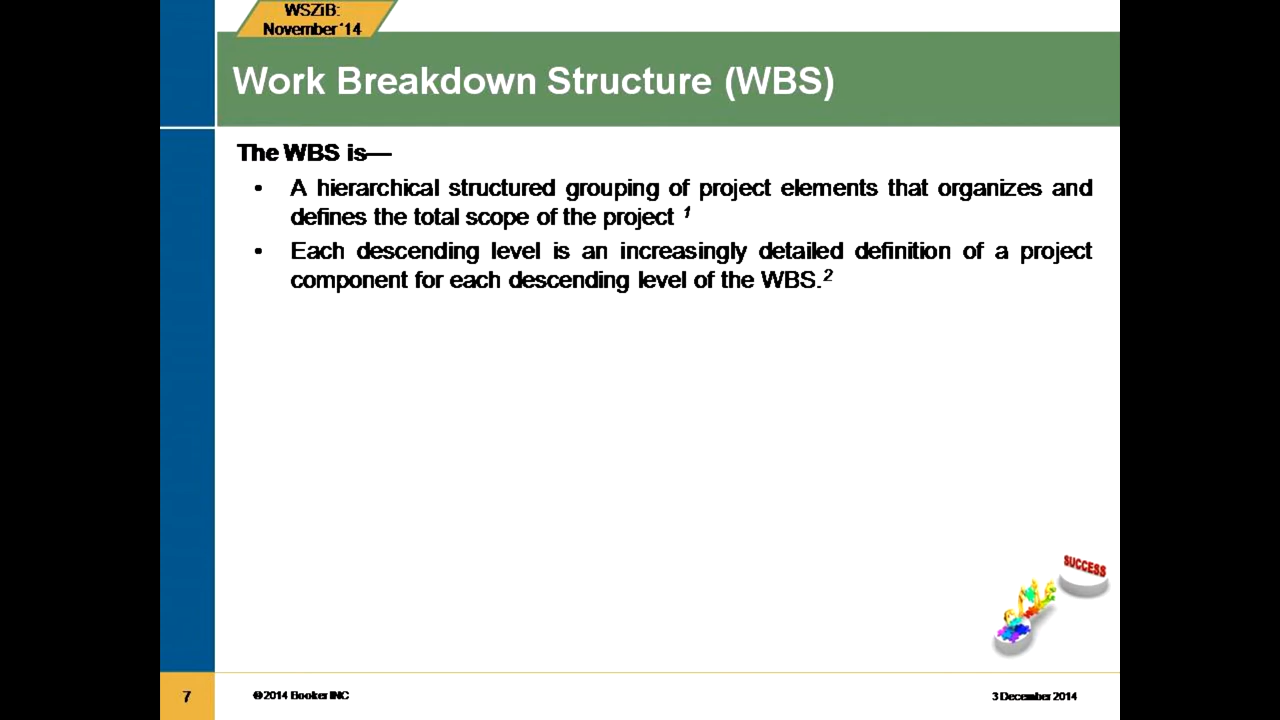 WSZiB:
November ‘14
Work Breakdown Structure (WBS)
The WBS is—
• A hierarchical structured grouping of project elements that organizes and
defines the total scope of the project 1
• Each descending level is an increasingly detailed definition of a project
component for each descending level of the WBS.2
SUCCESS
7
© 2014 Booker INC
3 December 2014